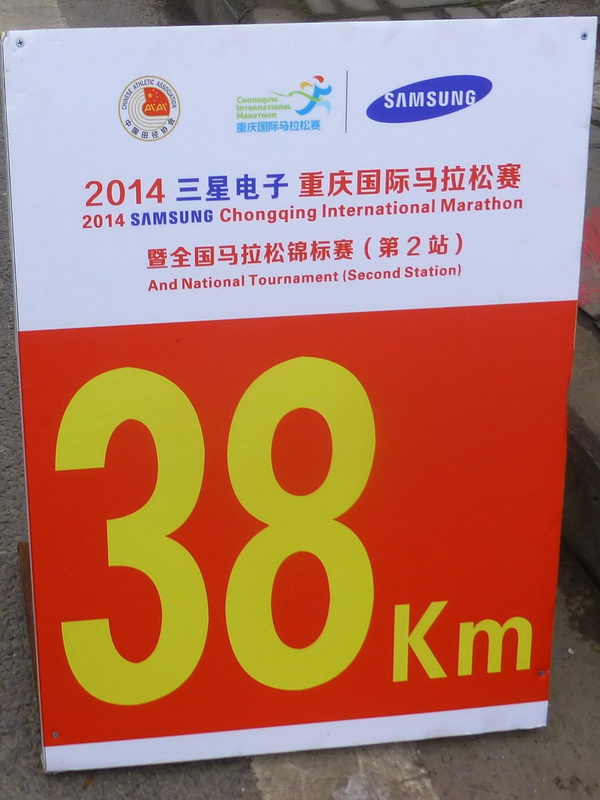 CHINESE ATHLETIC ASSOCIATION
中国田径协会
Chongqing
International
Marathon
重庆国际马拉松赛
SAMSUNG
2014 三星电子 重庆国际马拉松赛
2014 SAMSUNG Chongqing International Marathon
暨全国马拉松锦标赛（第2站）
And National Tournament (Second Station)
38 Km